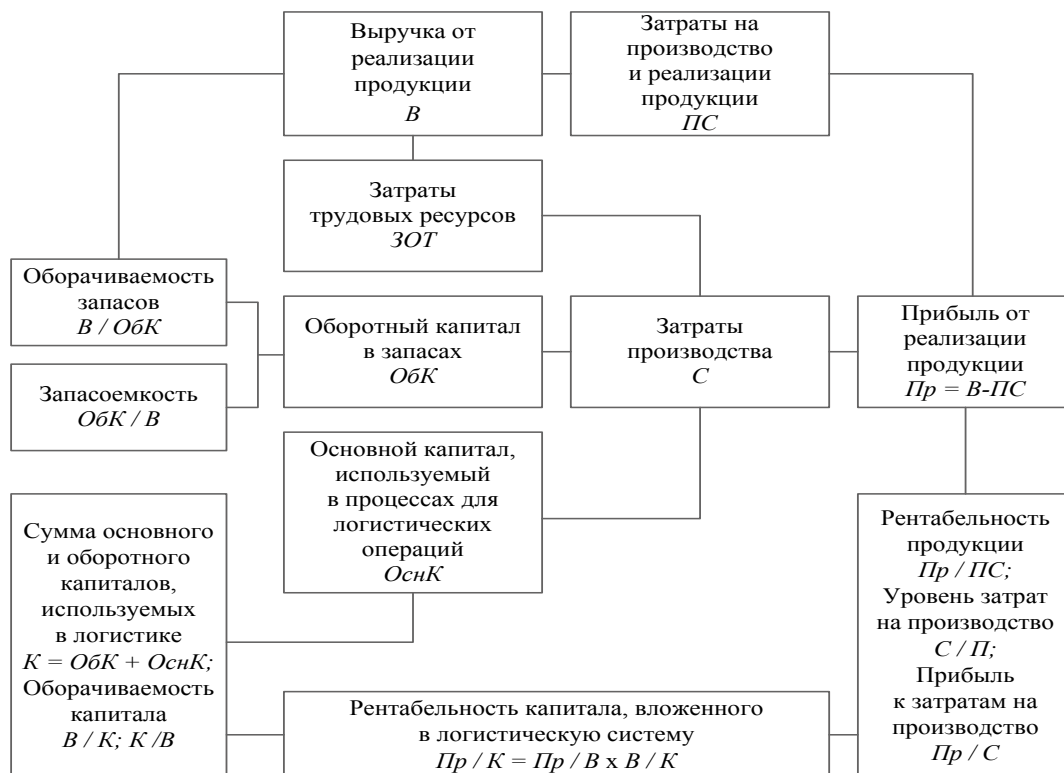 Выручка от
реализации
продукции
В
Затраты на
производство
и реализации
продукции
ПС
Затраты
трудовых ресурсов
ЗОТ
Оборачиваемость
запасов
В / ОбК
Запасоемкость
ОбК / В
Оборотный капитал
в запасах
ОбК
Затраты
производства
С
Прибыль от
реализации
продукции
Пр = В-ПС
Основной капитал,
используемый
в процессах для
логистических
операций
ОснК
Сумма основного
и оборотного
капиталов,
используемых
в логистике
К = ОбК + ОснК;
Оборачиваемость
капитала
В / К; К /В
Рентабельность капитала, вложенного
в логистическую систему
Пр / К = Пр / В х В / К
Рентабельность
продукции
Пр / ПС;
Уровень затрат
на производство
С / П;
Прибыль
к затратам на
производство
Пр / С